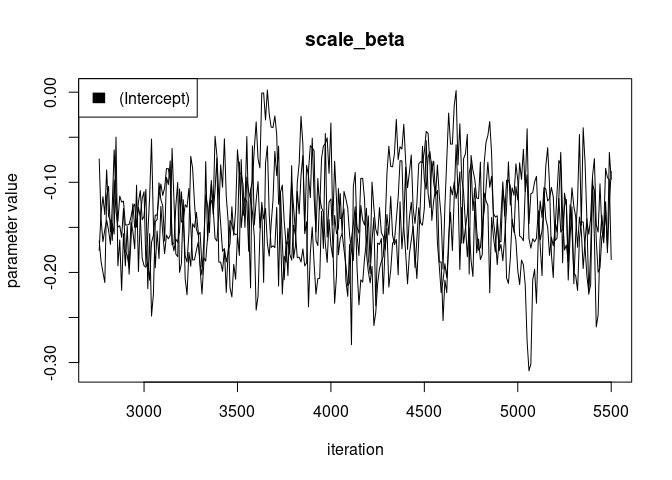 scale_beta
(Intercept)
0.00
-0.10
-0.20
-0.30
parameter value
3000 3500 4000 4500 5000 5500
iteration